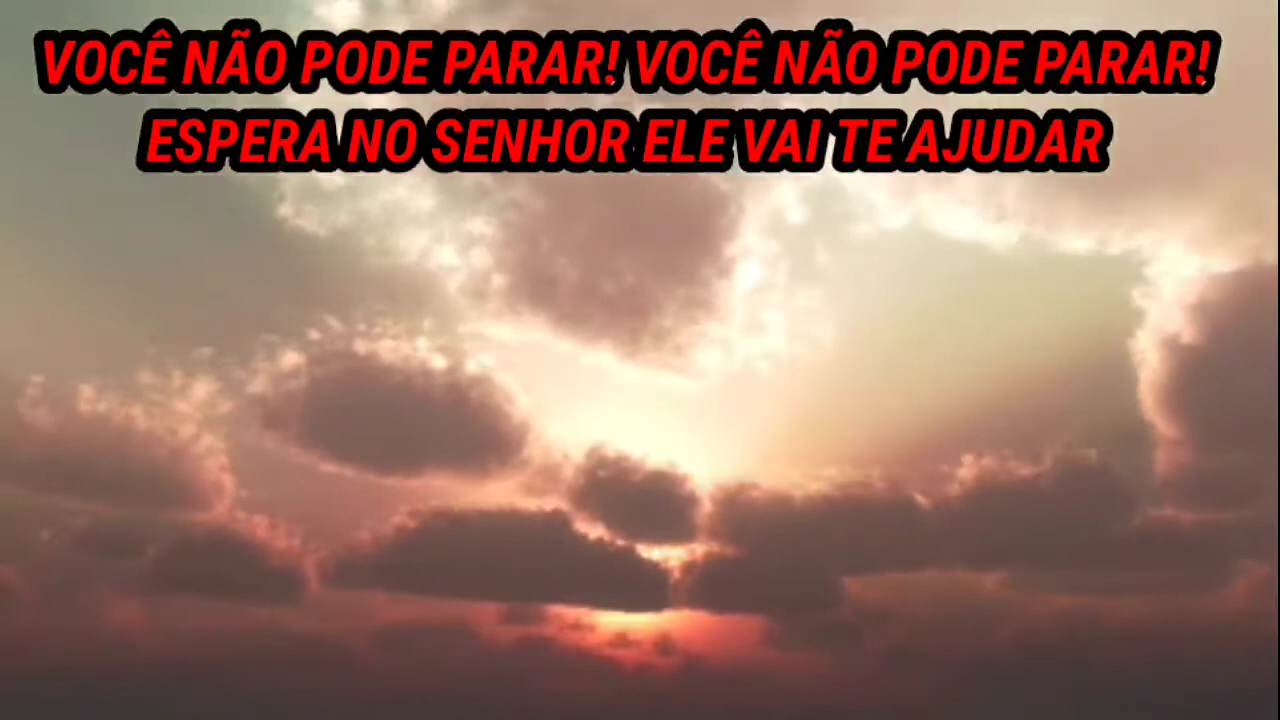 VOCÊ NÃO PODE PARAR! VOCÊ NÃO PODE PARAR!
ESPERA NO SENHOR ELE VAI TE AJUDAR